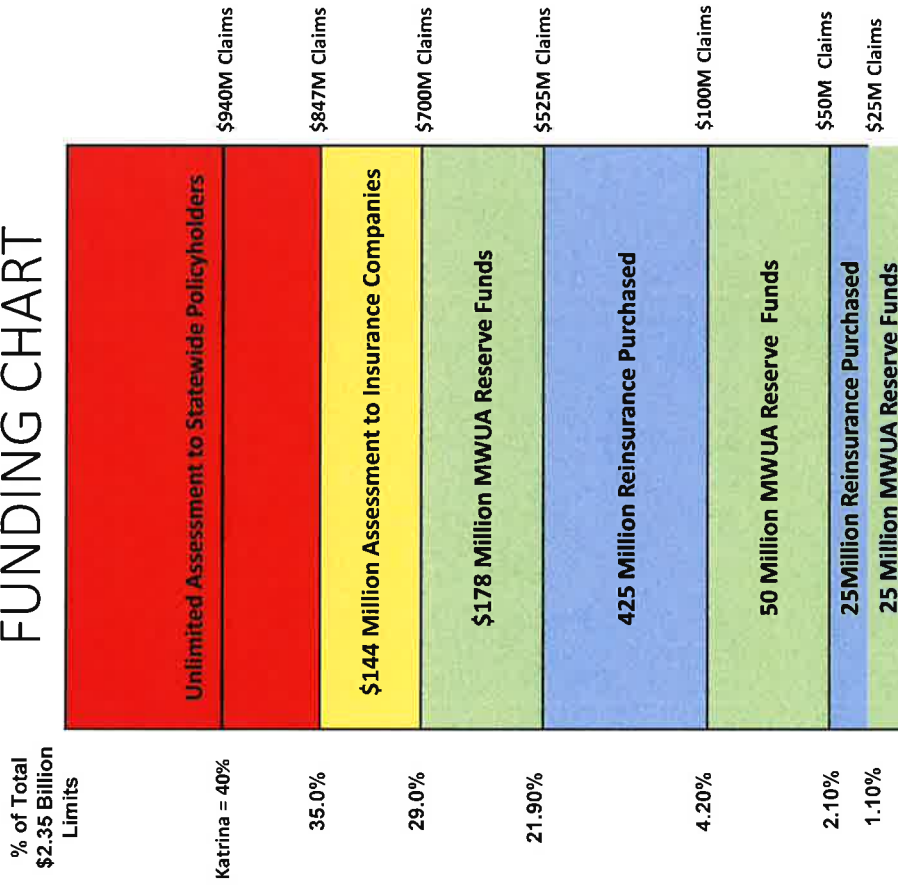 FUNDING CHART
% of Total
$2.35 Billion
Limits
Unlimited Assessment to Statewide Policyholders
Katrina = 40%
$940M Claims
35.0%
$847M Claims
$144 Million Assessment to Insurance Companies
29.0%
$700M Claims
$178 Million MWUA Reserve Funds
21.90%
$525M Claims
425 Million Reinsurance Purchased
4.20%
$100M Claims
50 Million MWUA Reserve Funds
2.10%
$50M Claims
25Million Reinsurance Purchased
1.10%
$25M Claims
25 Million MWUA Reserve Funds